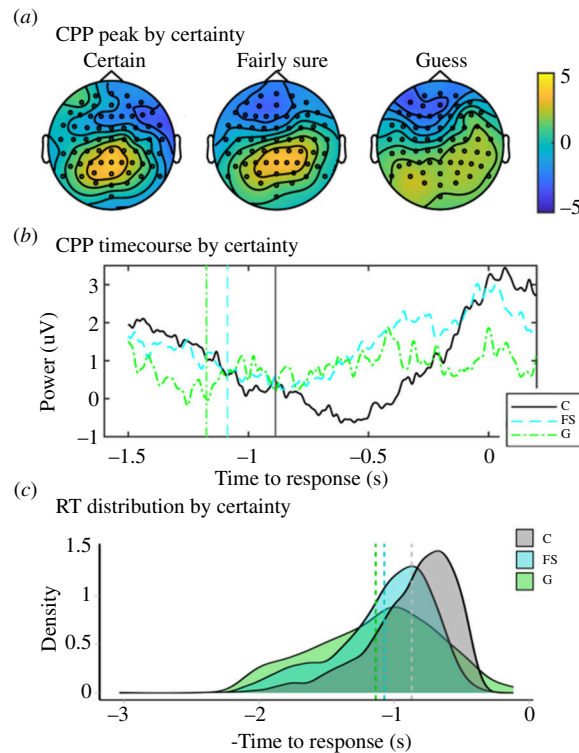 (a)
CPP peak by certainty
Certain Fairly sure Guess
5
0
−5
(b)
CPP timecourse by certainty
3
2
1
0
−1
Power (uV)
C
FS
G
−1.5 −1 −0.5 0
Time to response (s)
(c)
RT distribution by certainty
1.5
1
0.5
0
Density
C
FS
G
−3 −2 −1 0
-Time to response (s)